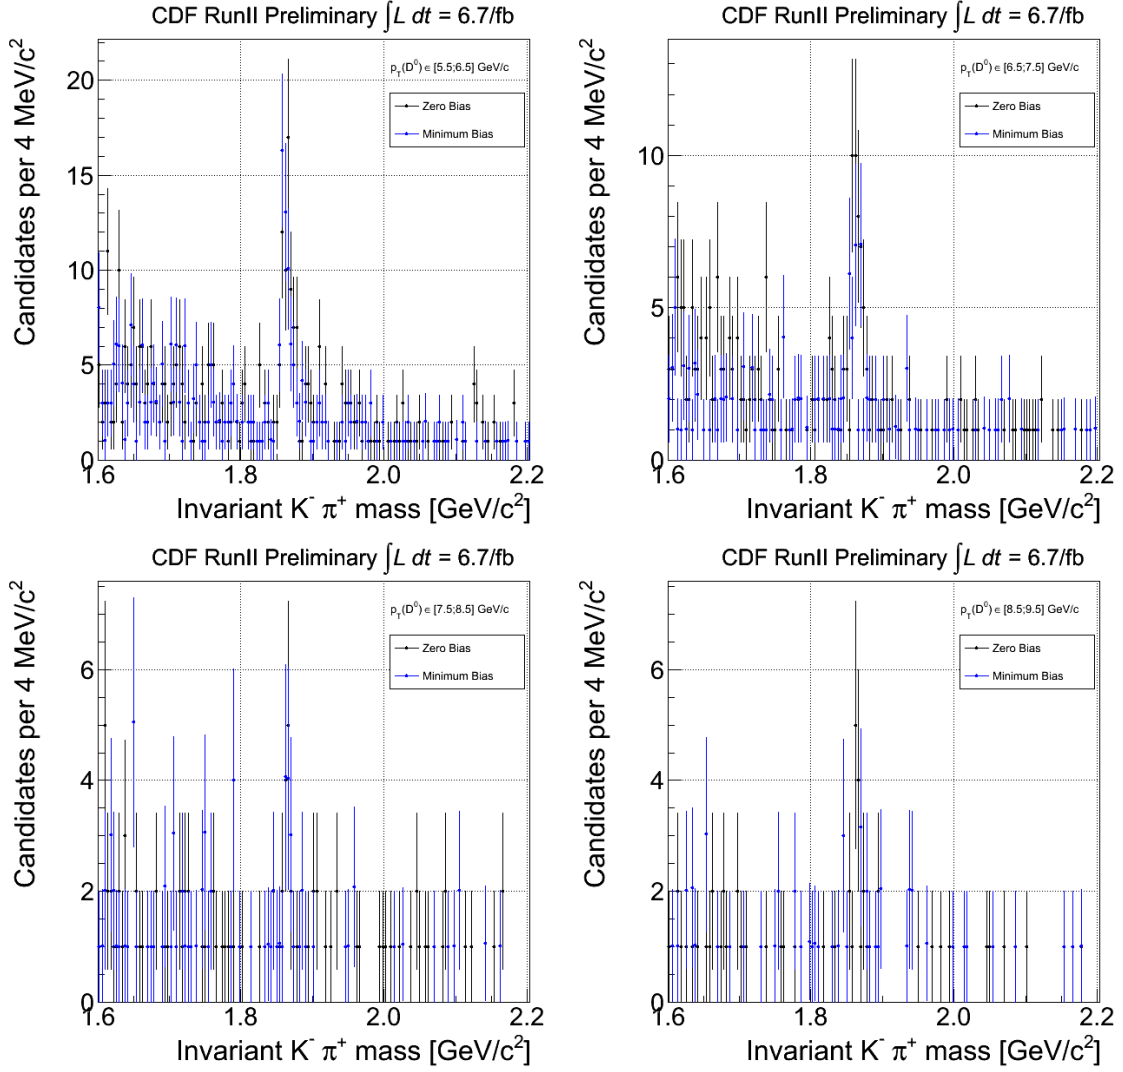 CDF RunII Preliminary ∫L dt = 6.7/fb
Candidates per 4 MeV/c²
p_T(D⁰) ∈ [5.5;6.5] GeV/c
Zero Bias
Minimum Bias
20
15
10
5
0
1.6 1.8 2.0 2.2
Invariant K⁻ π⁺ mass [GeV/c²]
CDF RunII Preliminary ∫L dt = 6.7/fb
Candidates per 4 MeV/c²
p_T(D⁰) ∈ [6.5;7.5] GeV/c
Zero Bias
Minimum Bias
10
5
0
1.6 1.8 2.0 2.2
Invariant K⁻ π⁺ mass [GeV/c²]
CDF RunII Preliminary ∫L dt = 6.7/fb
Candidates per 4 MeV/c²
p_T(D⁰) ∈ [7.5;8.5] GeV/c
Zero Bias
Minimum Bias
6
4
2
0
1.6 1.8 2.0 2.2
Invariant K⁻ π⁺ mass [GeV/c²]
CDF RunII Preliminary ∫L dt = 6.7/fb
Candidates per 4 MeV/c²
p_T(D⁰) ∈ [8.5;9.5] GeV/c
Zero Bias
Minimum Bias
6
4
2
0
1.6 1.8 2.0 2.2
Invariant K⁻ π⁺ mass [GeV/c²]